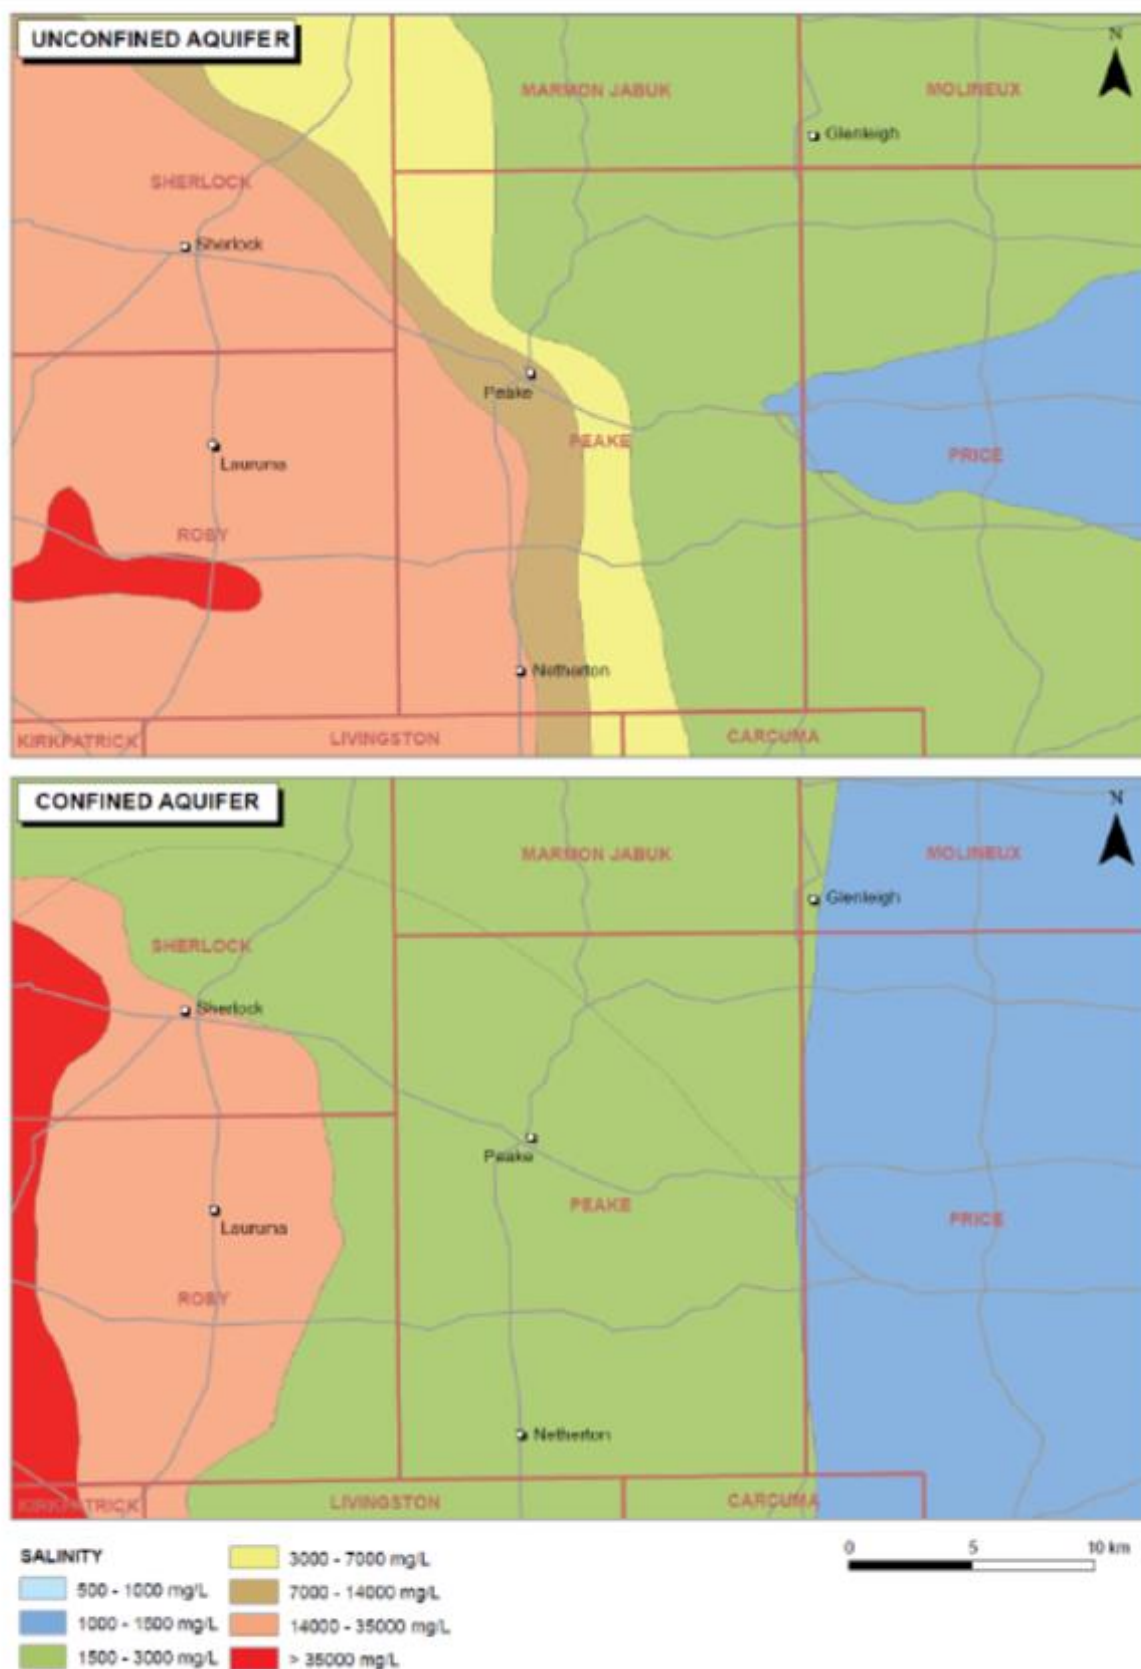 UNCONFINED AQUIFER
N
MARMON JABUK
MOLINEUX
Glenleigh
SHERLOCK
Sherlock
Peake
PEAKE
PRICE
Lauruma
ROBY
Netherton
KIRKPATRICK
LIVINGSTON
CARCUMA
CONFINED AQUIFER
N
MARMON JABUK
MOLINEUX
Glenleigh
SHERLOCK
Sherlock
Peake
PEAKE
PRICE
Lauruma
ROBY
Netherton
KIRKPATRICK
LIVINGSTON
CARCUMA
SALINITY
500 - 1000 mg/L
1000 - 1500 mg/L
1500 - 3000 mg/L
3000 - 7000 mg/L
7000 - 14000 mg/L
14000 - 35000 mg/L
> 35000 mg/L
0 5 10 km